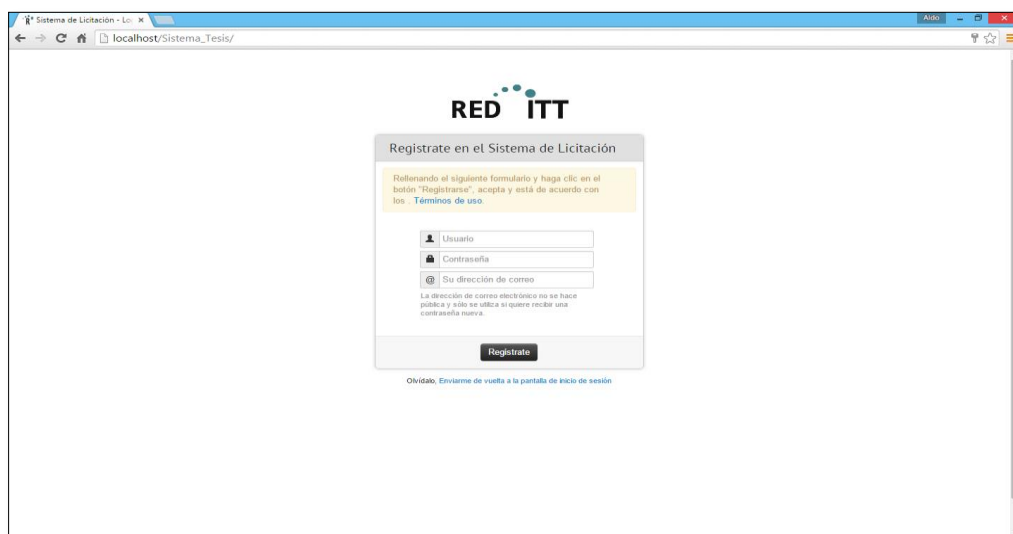 Sistema de Licitación - Lo
Aldo
localhost/Sistema_Tesis/
RED ITT
Registrate en el Sistema de Licitación
Rellenando el siguiente formulario y haga clic en el
botón "Registrarse", acepta y está de acuerdo con
los . Términos de uso.
Usuario
Contraseña
@ Su dirección de correo
La dirección de correo electrónico no se hace
pública y sólo se utiliza si quiere recibir una
contraseña nueva.
Registrate
Olvídalo, Enviarme de vuelta a la pantalla de inicio de sesión